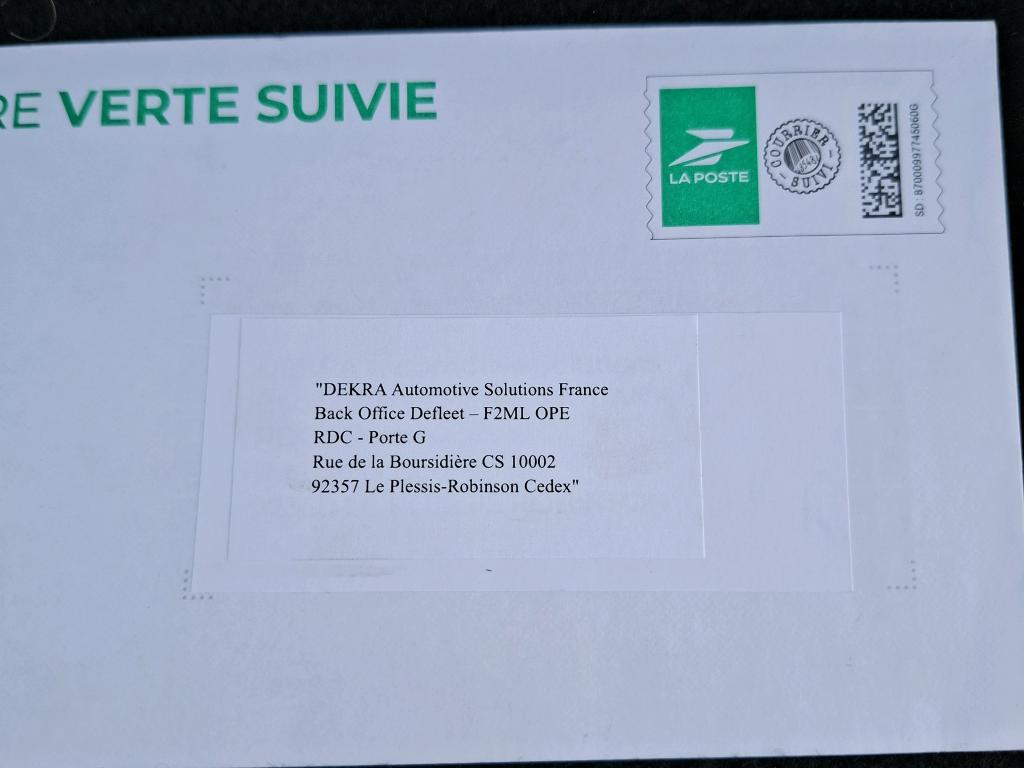 RE VERTE SUIVIE
LA POSTE
COURRIER
SUIVI
SD : 87000997745060G
"DEKRA Automotive Solutions France
Back Office Defleet – F2ML OPE
RDC - Porte G
Rue de la Boursidière CS 10002
92357 Le Plessis-Robinson Cedex"